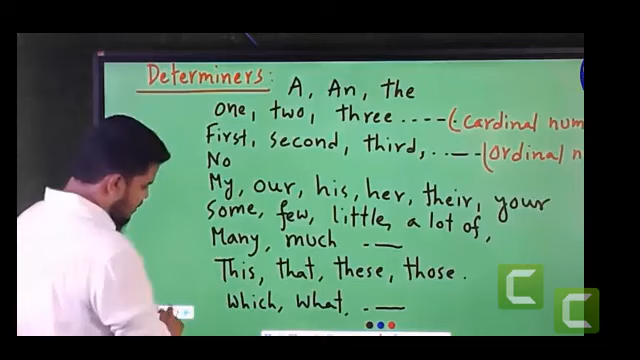 Determiners: A, An, the
one, two, three ....--- (cardinal num
First, second, third, .—— (ordinal n
No
My, our, his, her, their, your
Some, few, little, a lot of,
Many, much .——
This, that, these, those.
Which, what, .——